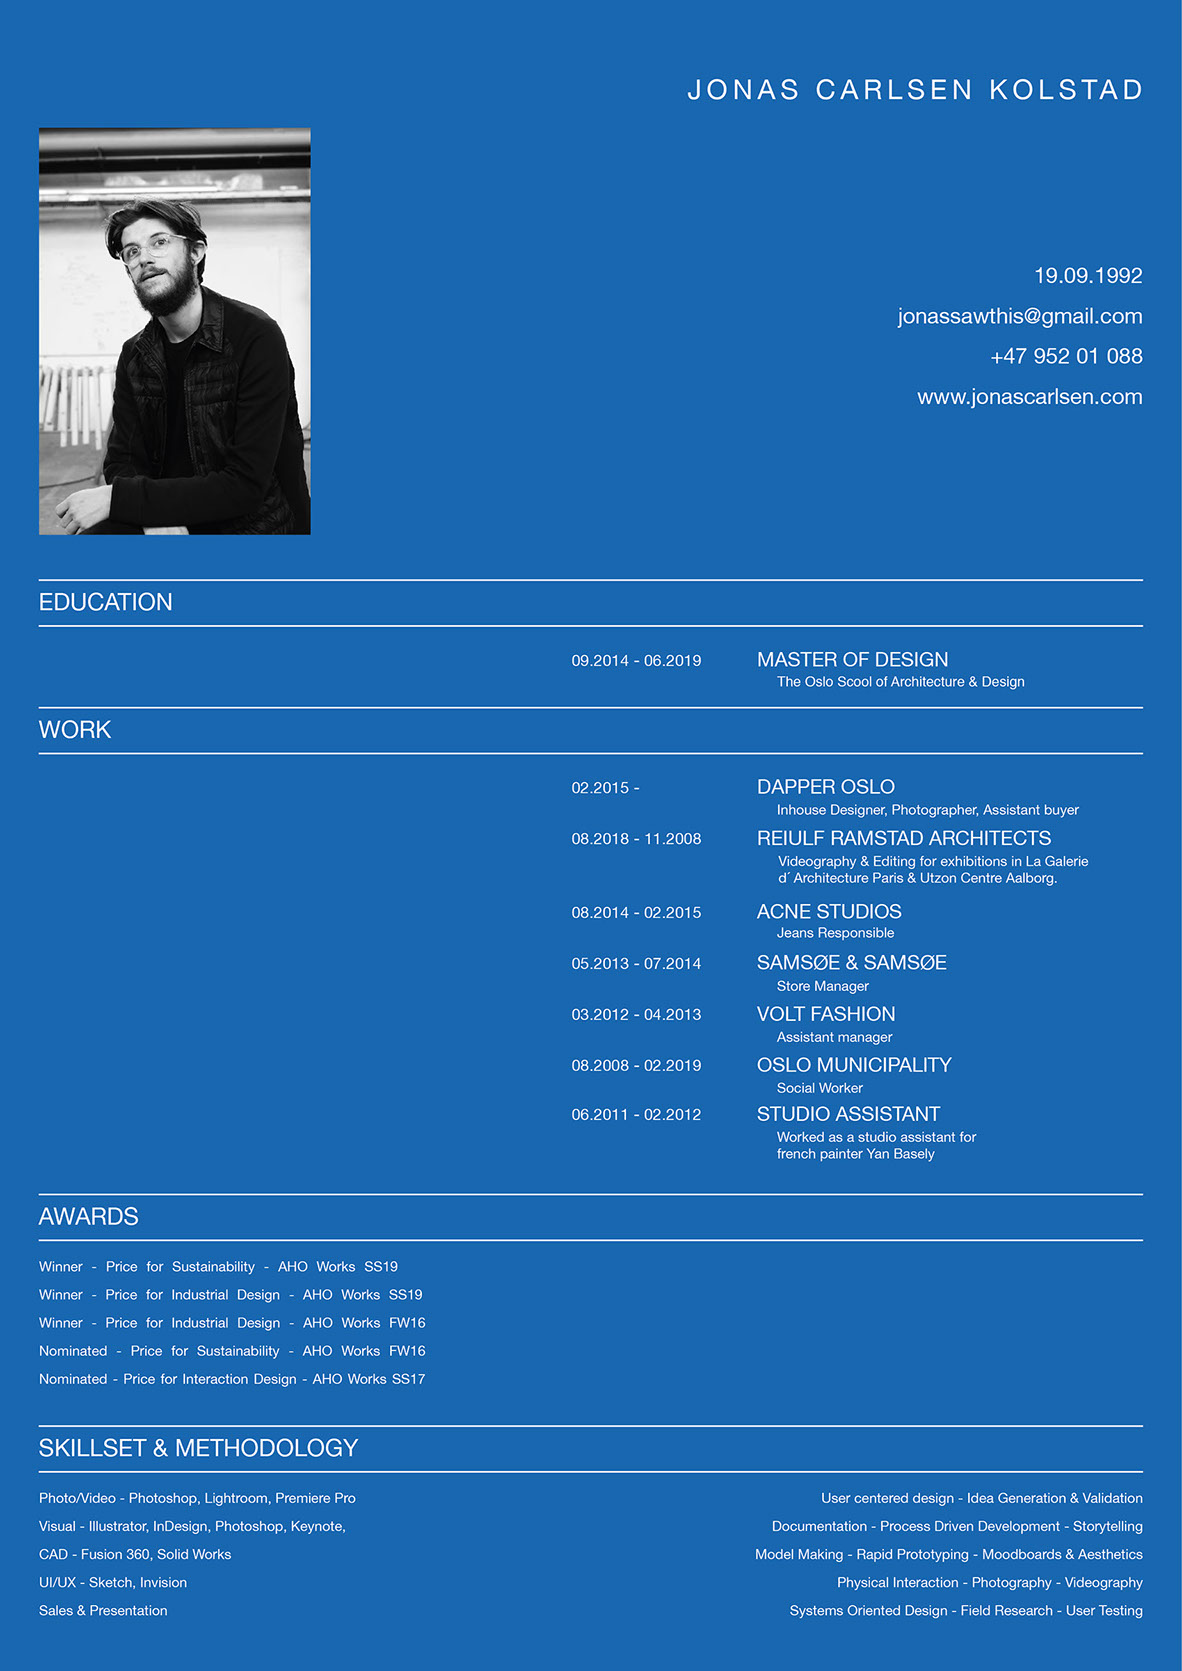 JONAS CARLSEN KOLSTAD
19.09.1992
jonassawthis@gmail.com
+47 952 01 088
www.jonascarlsen.com
EDUCATION
09.2014 - 06.2019 MASTER OF DESIGN
The Oslo Scool of Architecture & Design
WORK
02.2015 - DAPPER OSLO
Inhouse Designer, Photographer, Assistant buyer
08.2018 - 11.2008 REIULF RAMSTAD ARCHITECTS
Videography & Editing for exhibitions in La Galerie
d´ Architecture Paris & Utzon Centre Aalborg.
08.2014 - 02.2015 ACNE STUDIOS
Jeans Responsible
05.2013 - 07.2014 SAMSØE & SAMSØE
Store Manager
03.2012 - 04.2013 VOLT FASHION
Assistant manager
08.2008 - 02.2019 OSLO MUNICIPALITY
Social Worker
06.2011 - 02.2012 STUDIO ASSISTANT
Worked as a studio assistant for
french painter Yan Basely
AWARDS
Winner - Price for Sustainability - AHO Works SS19
Winner - Price for Industrial Design - AHO Works SS19
Winner - Price for Industrial Design - AHO Works FW16
Nominated - Price for Sustainability - AHO Works FW16
Nominated - Price for Interaction Design - AHO Works SS17
SKILLSET & METHODOLOGY
Photo/Video - Photoshop, Lightroom, Premiere Pro
Visual - Illustrator, InDesign, Photoshop, Keynote,
CAD - Fusion 360, Solid Works
UI/UX - Sketch, Invision
Sales & Presentation
User centered design - Idea Generation & Validation
Documentation - Process Driven Development - Storytelling
Model Making - Rapid Prototyping - Moodboards & Aesthetics
Physical Interaction - Photography - Videography
Systems Oriented Design - Field Research - User Testing